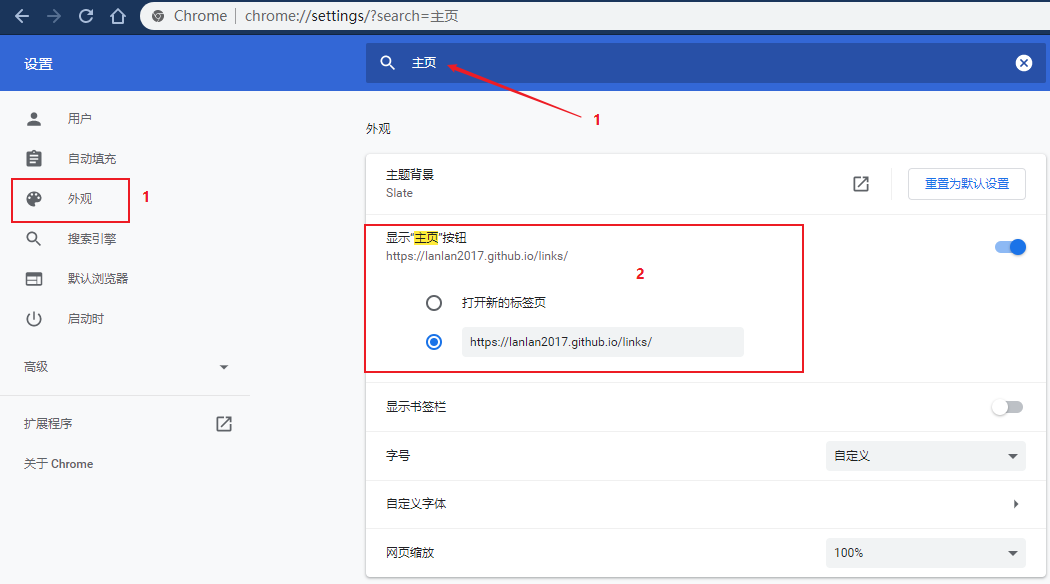 Chrome | chrome://settings/?search=主页
设置
主页
1
用户
自动填充
外观
1
搜索引擎
默认浏览器
启动时
高级
扩展程序
关于 Chrome
外观
主题背景
Slate
重置为默认设置
显示“主页”按钮
https://lanlan2017.github.io/links/
2
打开新的标签页
https://lanlan2017.github.io/links/
显示书签栏
字号
自定义
自定义字体
网页缩放
100%